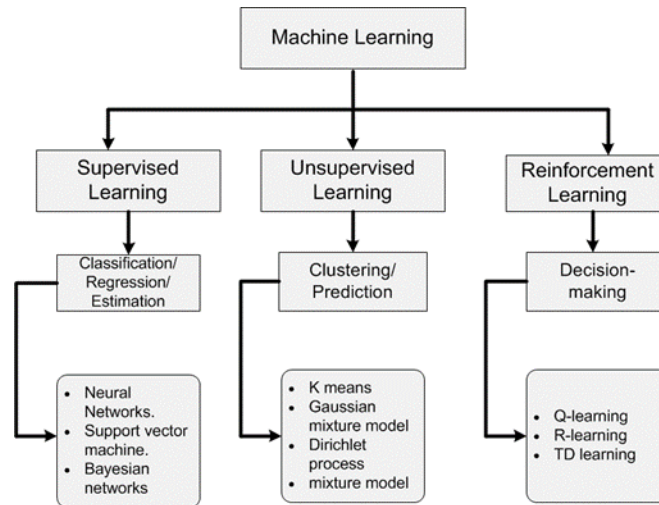 Machine Learning
Supervised
Learning
Unsupervised
Learning
Reinforcement
Learning
Classification/
Regression/
Estimation
Clustering/
Prediction
Decision-
making
• Neural
Networks.
• Support vector
machine.
• Bayesian
networks
• K means
• Gaussian
mixture model
• Dirichlet
process
• mixture model
• Q-learning
• R-learning
• TD learning